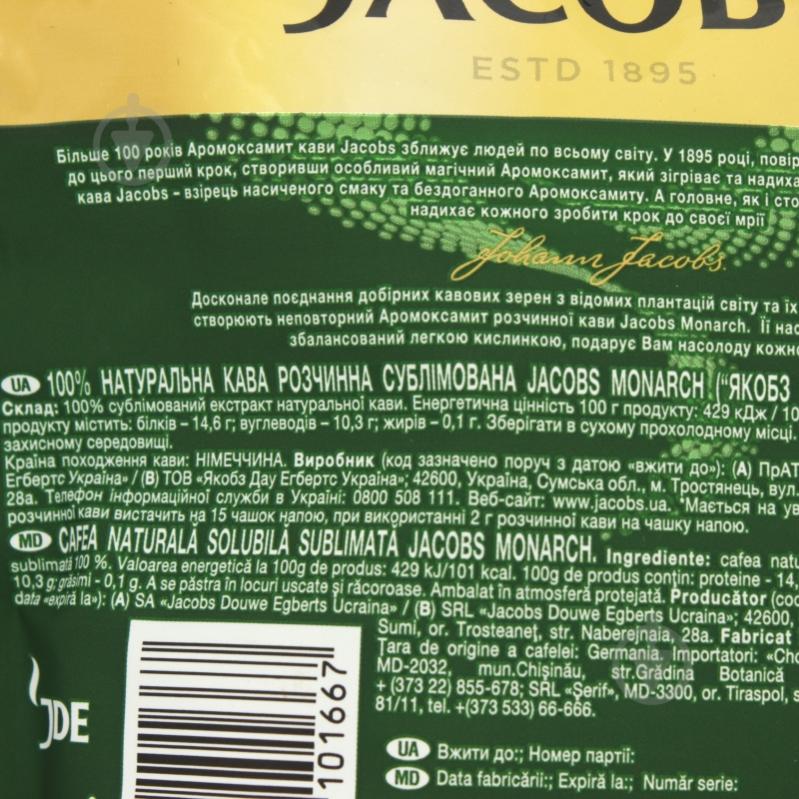 JACOB
ESTD 1895
Більше 100 років Аромоксамит кави Jacobs зближує людей по всьому світу. У 1895 році, повір
до цього перший крок, створивши особливий магічний Аромоксамит, який зігріває та надиха
кава Jacobs – взірець насиченого смаку та бездоганного Аромоксамиту. А головне, як і сто
надихає кожного зробити крок до своєї мрії
Johann Jacobs
Досконале поєднання добірних кавових зерен з відомих плантацій світу та їх
створюють неповторний Аромоксамит розчинної кави Jacobs Monarch. Її нас
збалансований легкою кислинкою, подарує Вам насолоду кожно
UA 100% НАТУРАЛЬНА КАВА РОЗЧИННА СУБЛІМОВАНА JACOBS MONARCH (“ЯКОБЗ
Склад: 100% сублімований екстракт натуральної кави. Енергетична цінність 100 г продукту: 429 кДж / 10
продукту містить: білків – 14,6 г; вуглеводів – 10,3 г; жирів – 0,1 г. Зберігати в сухому прохолодному місці.
захисному середовищі.
Країна походження кави: НІМЕЧЧИНА. Виробник (код зазначено поруч з датою «вжити до»): (A) ПрАТ
Егбертс Україна» / (B) ТОВ «Якобз Дау Егбертс Україна»; 42600, Україна, Сумська обл., м. Тростянець, вул.
28а. Телефон інформаційної служби в Україні: 0800 508 111. Веб-сайт: www.jacobs.ua. *Мається на ув
розчинної кави вистачить на 15 чашок напою, при використанні 2 г розчинної кави на чашку напою.
MD CAFEA NATURALĂ SOLUBILĂ SUBLIMATĂ JACOBS MONARCH. Ingrediente: cafea natu
sublimată 100 %. Valoarea energetică la 100g de produs: 429 kJ/101 kcal. 100g de produs conțin: proteine - 14,
10,3 g; grăsimi - 0,1 g. A se păstra în locuri uscate și răcoroase. Ambalat în atmosferă protejată. Producător (coc
data «expiră la»): (A) SA «Jacobs Douwe Egberts Ucraina» / (B) SRL «Jacobs Douwe Egberts Ucraina»; 42600,
Sumi, or. Trosteaneț, str. Naberejnaia, 28a. Fabricat
Țara de origine a cafelei: Germania. Importatori: «Cho
MD-2032, mun.Chișinău, str.Grădina Botanică
+ (373 22) 855-678; SRL «Șerif», MD-3300, or. Tiraspol, s
81/11, tel. +(373 533) 66-666.
JDE
101667
UA Вжити до:; Номер партії:
MD Data fabricării:; Expiră la:; Număr serie: